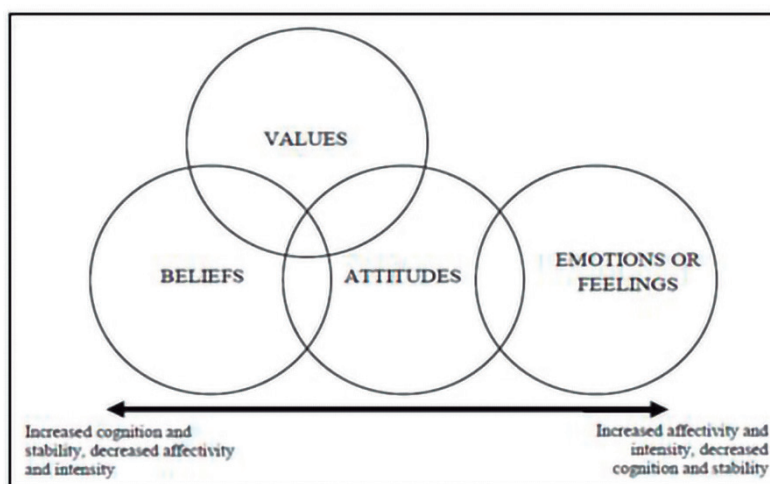 VALUES
BELIEFS
ATTITUDES
EMOTIONS OR
FEELINGS
Increased cognition and
stability, decreased affectivity
and intensity
Increased affectivity and
intensity, decreased
cognition and stability